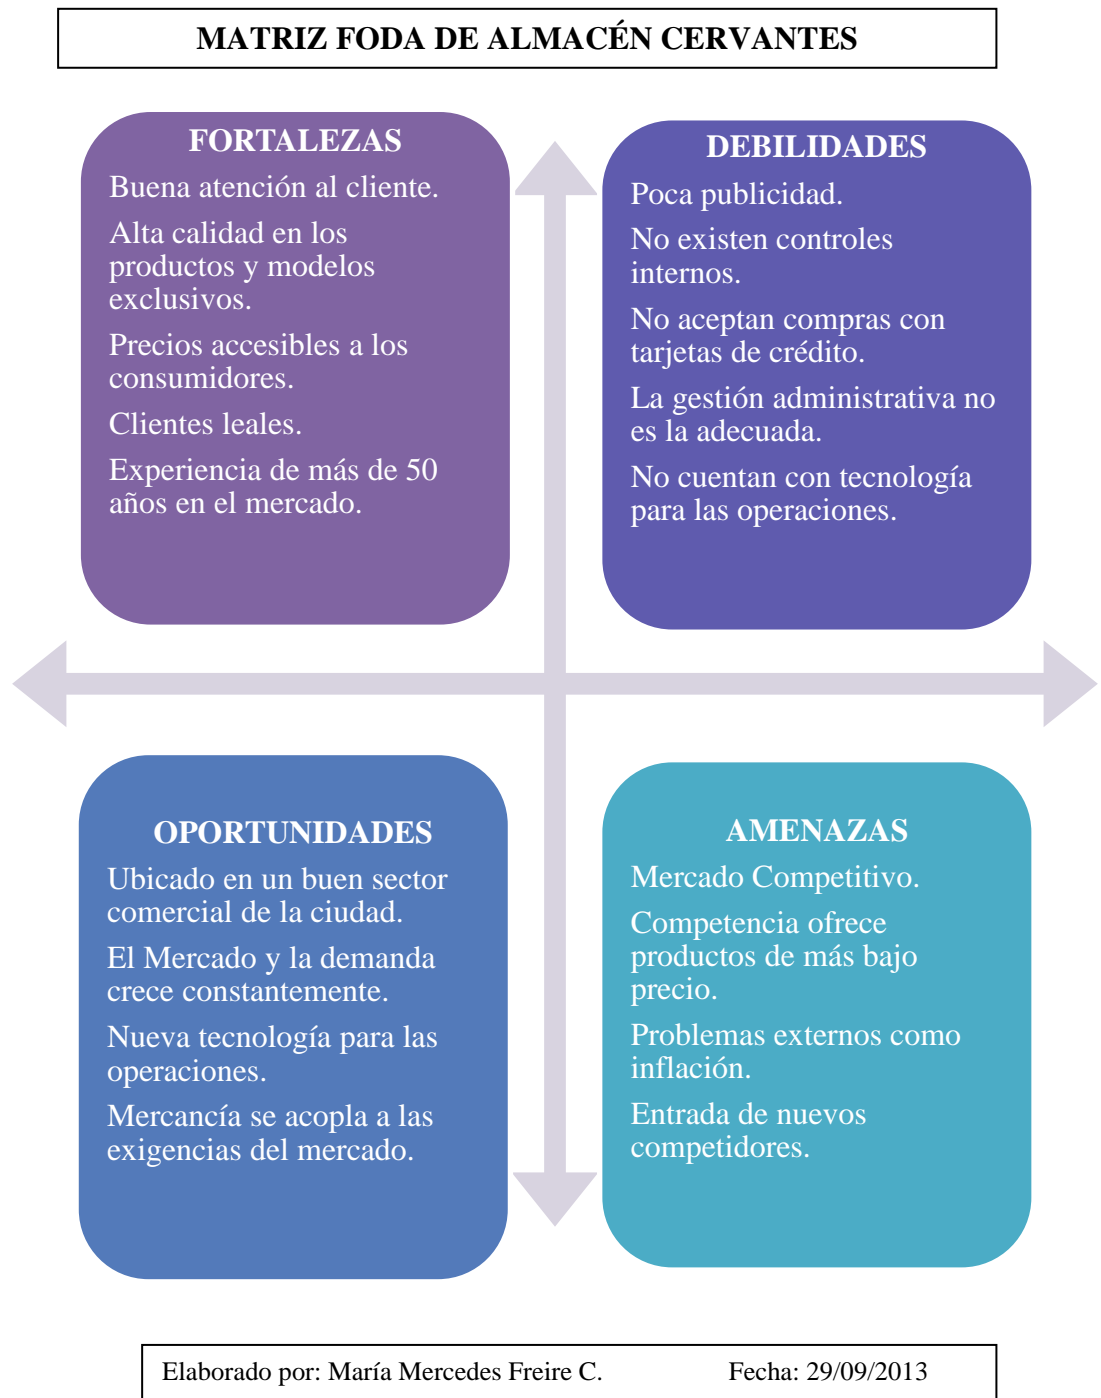 MATRIZ FODA DE ALMACÉN CERVANTES
FORTALEZAS
Buena atención al cliente.
Alta calidad en los
productos y modelos
exclusivos.
Precios accesibles a los
consumidores.
Clientes leales.
Experiencia de más de 50
años en el mercado.
DEBILIDADES
Poca publicidad.
No existen controles
internos.
No aceptan compras con
tarjetas de crédito.
La gestión administrativa no
es la adecuada.
No cuentan con tecnología
para las operaciones.
OPORTUNIDADES
Ubicado en un buen sector
comercial de la ciudad.
El Mercado y la demanda
crece constantemente.
Nueva tecnología para las
operaciones.
Mercancía se acopla a las
exigencias del mercado.
AMENAZAS
Mercado Competitivo.
Competencia ofrece
productos de más bajo
precio.
Problemas externos como
inflación.
Entrada de nuevos
competidores.
Elaborado por: María Mercedes Freire C. Fecha: 29/09/2013